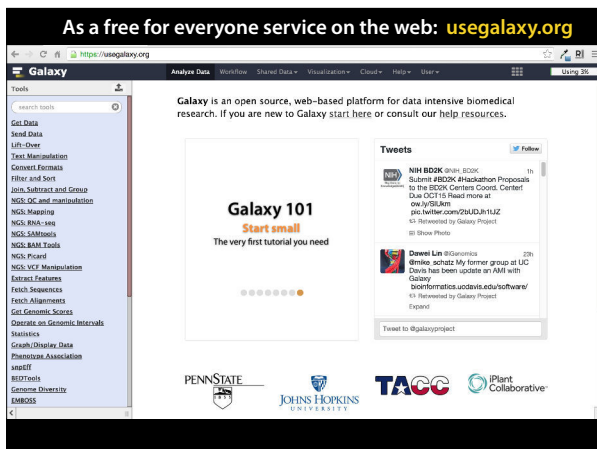 As a free for everyone service on the web: usegalaxy.org
https://usegalaxy.org
Galaxy
Analyze Data Workflow Shared Data Visualization Cloud Help User
Using 3%
Tools
search tools
Get Data
Send Data
Lift-Over
Text Manipulation
Convert Formats
Filter and Sort
Join, Subtract and Group
NGS: QC and manipulation
NGS: Mapping
NGS: RNA-seq
NGS: SAMtools
NGS: BAM Tools
NGS: Picard
NGS: VCF Manipulation
Extract Features
Fetch Sequences
Fetch Alignments
Get Genomic Scores
Operate on Genomic Intervals
Statistics
Graph/Display Data
Phenotype Association
snpEff
BEDTools
Genome Diversity
EMBOSS
Galaxy is an open source, web-based platform for data intensive biomedical
research. If you are new to Galaxy start here or consult our help resources.
Galaxy 101
Start small
The very first tutorial you need
Tweets
Follow
NIH BD2K @NIH_BD2K 1h
Submit #BD2K #Hackathon Proposals
to the BD2K Centers Coord. Center!
Due OCT15 Read more at
ow.ly/SlUkm
pic.twitter.com/2bUDJh1tJZ
Retweeted by Galaxy Project
Show Photo
Dawei Lin @iGenomics 23h
@mike_schatz My former group at UC
Davis has been update an AMI with
Galaxy
bioinformatics.ucdavis.edu/software/
Retweeted by Galaxy Project
Expand
Tweet to @galaxyproject
PENNSTATE
1855
JOHNS HOPKINS
UNIVERSITY
TACC
iPlant
Collaborative